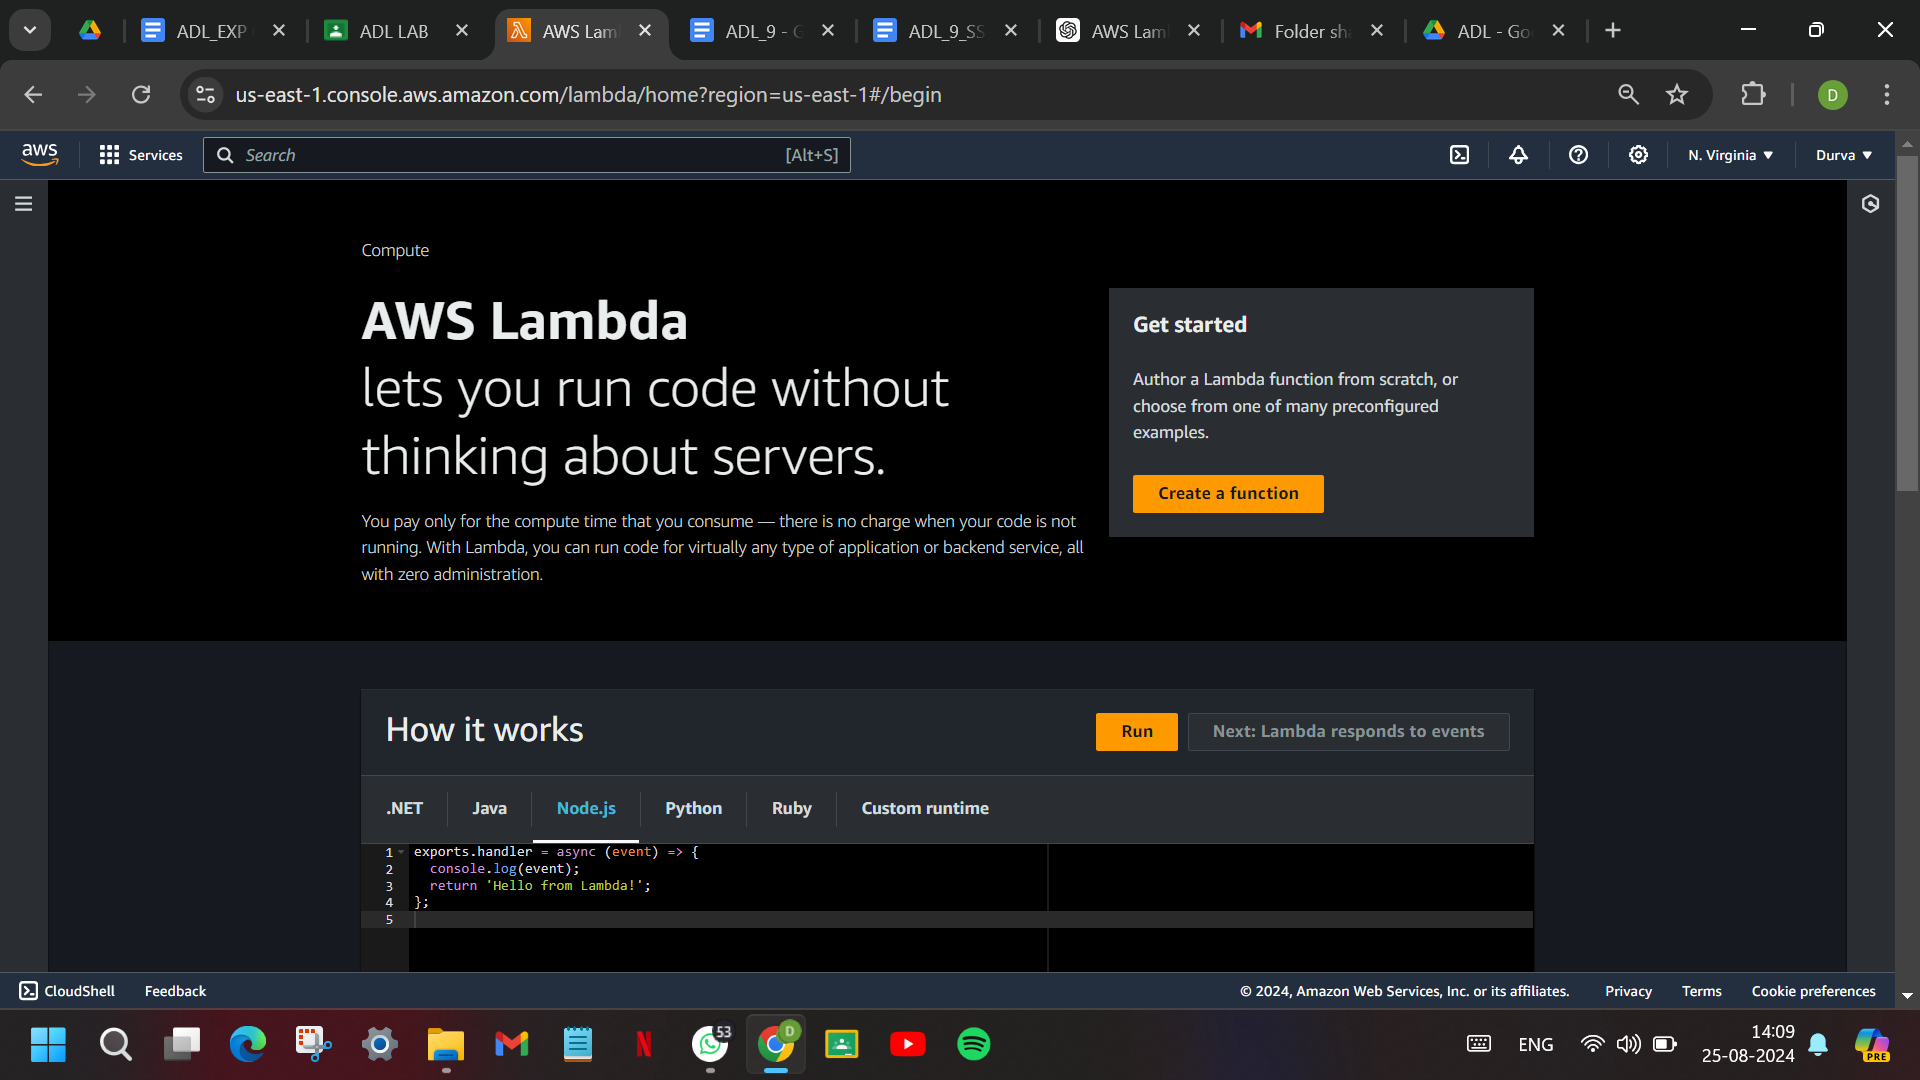 ADL_EXP
ADL LAB
AWS Lam
ADL_9 - G
ADL_9_SS
AWS Lam
Folder sh
ADL - Go
us-east-1.console.aws.amazon.com/lambda/home?region=us-east-1#/begin
D
aws
Services
Search
[Alt+S]
N. Virginia
Durva
Compute
AWS Lambda
lets you run code without
thinking about servers.
You pay only for the compute time that you consume — there is no charge when your code is not
running. With Lambda, you can run code for virtually any type of application or backend service, all
with zero administration.
Get started
Author a Lambda function from scratch, or
choose from one of many preconfigured
examples.
Create a function
How it works
Run
Next: Lambda responds to events
.NET
Java
Node.js
Python
Ruby
Custom runtime
1 exports.handler = async (event) => {
2 console.log(event);
3 return 'Hello from Lambda!';
4 };
5
CloudShell
Feedback
© 2024, Amazon Web Services, Inc. or its affiliates.
Privacy
Terms
Cookie preferences
53
D
ENG
14:09
25-08-2024
PRE